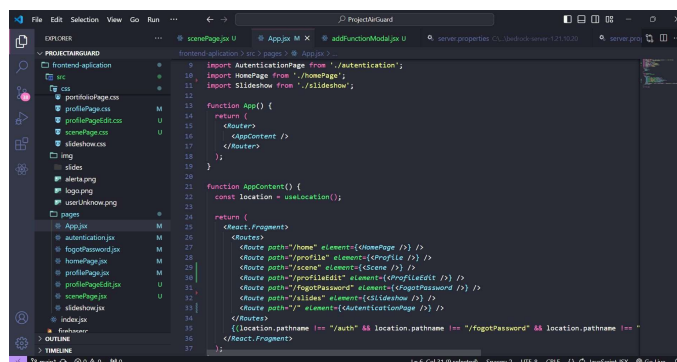 File Edit Selection View Go Run ··· ProjectAirGuard
EXPLORER ···
scenePage.jsx U App.jsx M addFunctionModal.jsx U server.properties C:\...\bedrock-server-1.21.10.20 server.prop
PROJECTAIRGUARD
frontend-aplication > src > pages > App.jsx > ...
frontend-aplication
src
css
portifolioPage.css
profilePage.css M
profilePageEdit.css U
scenePage.css U
slideshow.css
img
slides
alerta.png
logo.png
userUnknow.png
pages
App.jsx M
autentication.jsx M
fogotPassword.jsx M
homePage.jsx M
profilePage.jsx M
profilePageEdit.jsx U
scenePage.jsx U
slideshow.jsx
index.jsx
.firebaserc
OUTLINE
TIMELINE
9 import AutenticationPage from './autentication';
10 import HomePage from './homePage';
11 import Slideshow from './slideshow';
12
13 function App() {
14 return (
15 <Router>
16 <AppContent />
17 </Router>
18 );
19 }
20
21 function AppContent() {
22 const location = useLocation();
23
24 return (
25 <React.Fragment>
26 <Routes>
27 <Route path="/home" element={<HomePage />} />
28 <Route path="/profile" element={<Profile />} />
29 <Route path="/scene" element={<Scene />} />
30 <Route path="/profileEdit" element={<ProfileEdit />} />
31 <Route path="/fogotPassword" element={<FogotPassword />} />
32 <Route path="/slides" element={<Slideshow />} />
33 <Route path="/" element={<AutenticationPage />} />
34 </Routes>
35 {(location.pathname !== "/auth" && location.pathname !== "/fogotPassword" && location.pathname !== "
36 </React.Fragment>
37 );